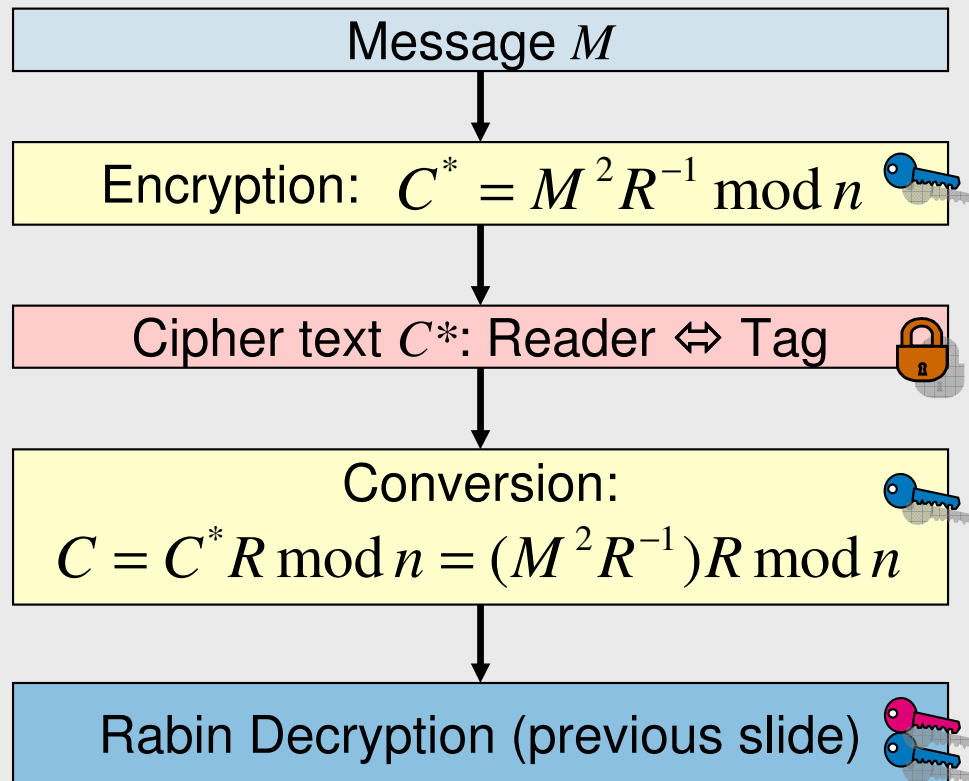 Message M
Encryption: C* = M²R⁻¹ mod n
Cipher text C*: Reader ⇔ Tag
Conversion:
C = C*R mod n = (M²R⁻¹)R mod n
Rabin Decryption (previous slide)